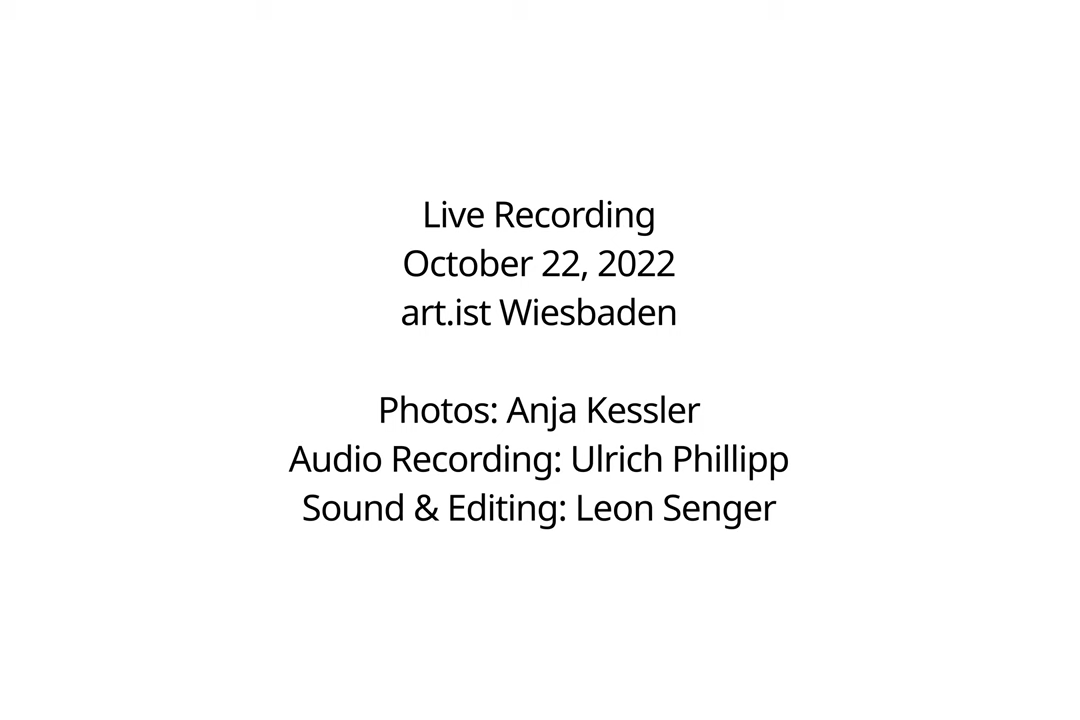 Live Recording
October 22, 2022
art.ist Wiesbaden
Photos: Anja Kessler
Audio Recording: Ulrich Phillipp
Sound & Editing: Leon Senger